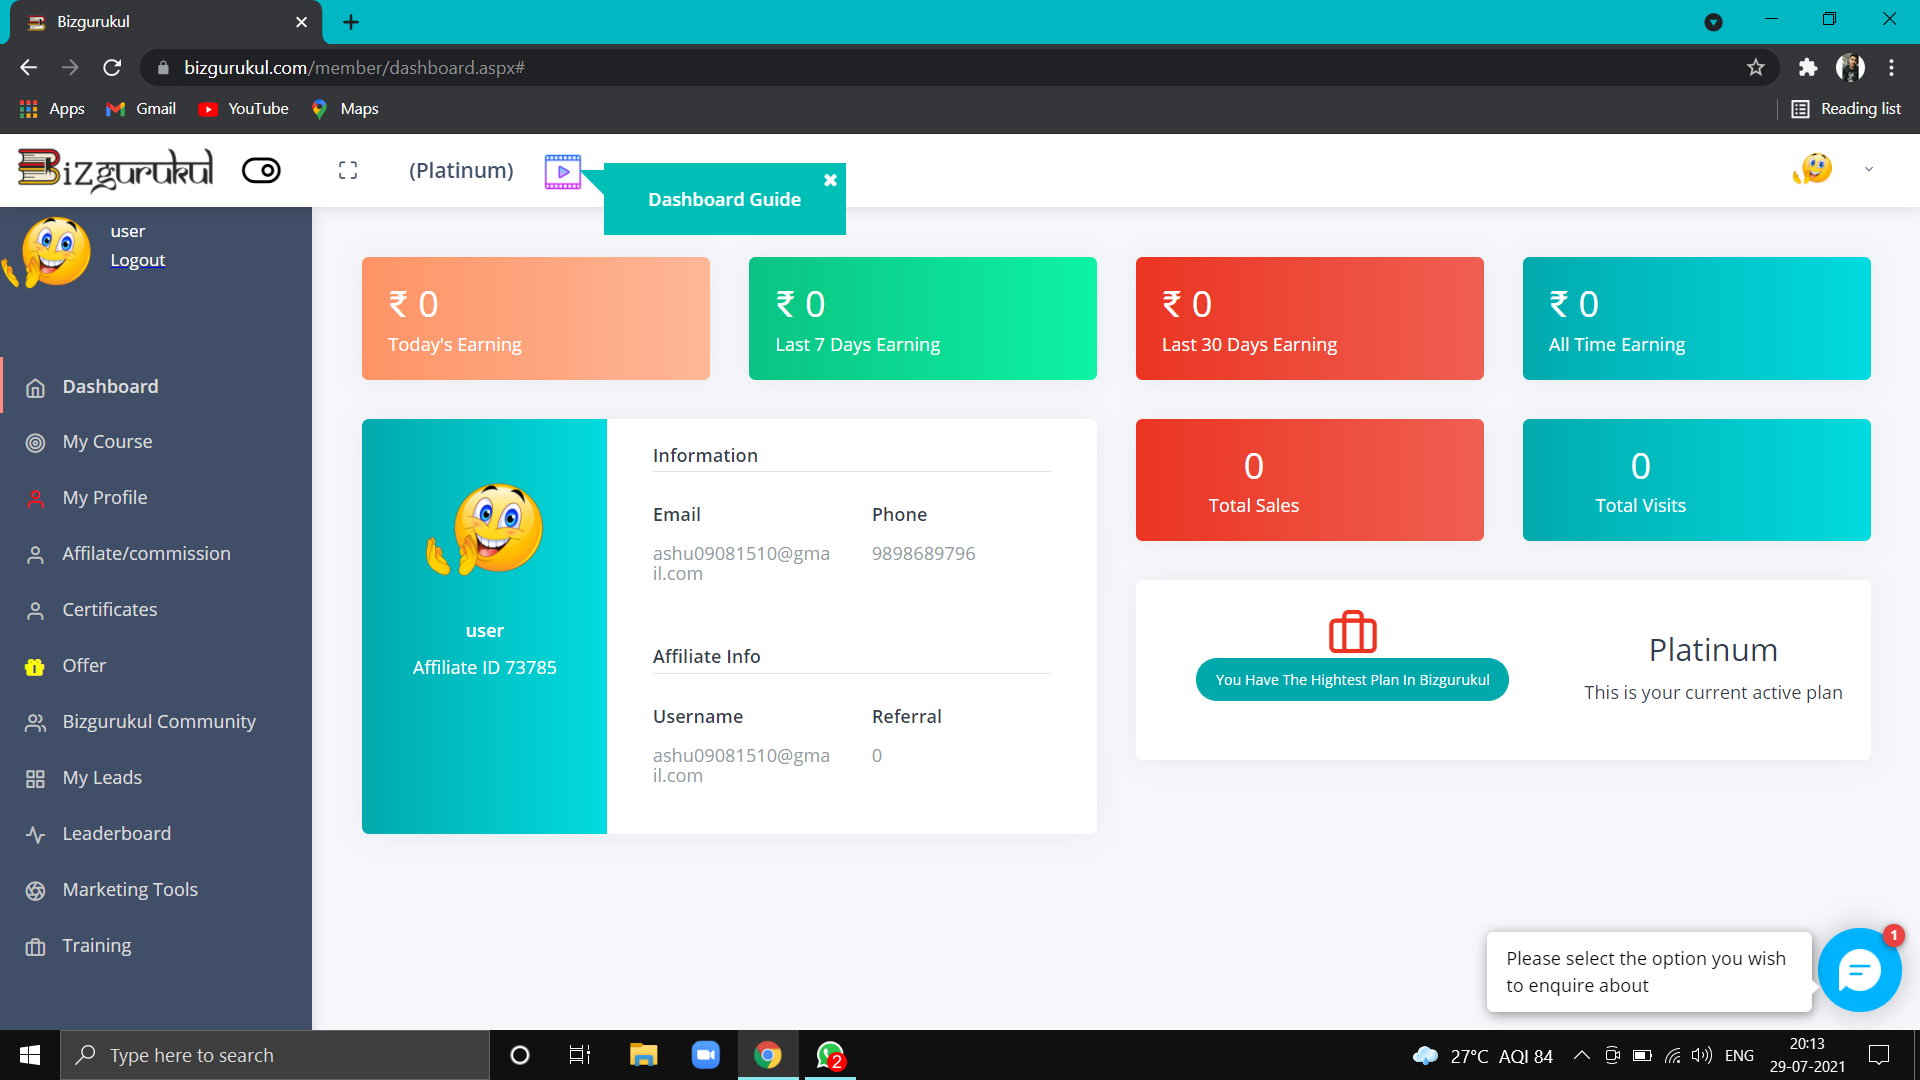 Bizgurukul
bizgurukul.com/member/dashboard.aspx#
Apps
Gmail
YouTube
Maps
Reading list
Bizgurukul
(Platinum)
Dashboard Guide
user
Logout
₹ 0
Today's Earning
₹ 0
Last 7 Days Earning
₹ 0
Last 30 Days Earning
₹ 0
All Time Earning
Dashboard
My Course
My Profile
Affilate/commission
Certificates
Offer
Bizgurukul Community
My Leads
Leaderboard
Marketing Tools
Training
user
Affiliate ID 73785
Information
Email
Phone
ashu09081510@gma
il.com
9898689796
Affiliate Info
Username
Referral
ashu09081510@gma
il.com
0
0
Total Sales
0
Total Visits
You Have The Hightest Plan In Bizgurukul
Platinum
This is your current active plan
Please select the option you wish
to enquire about
1
Type here to search
2
27°C AQI 84
ENG
20:13
29-07-2021